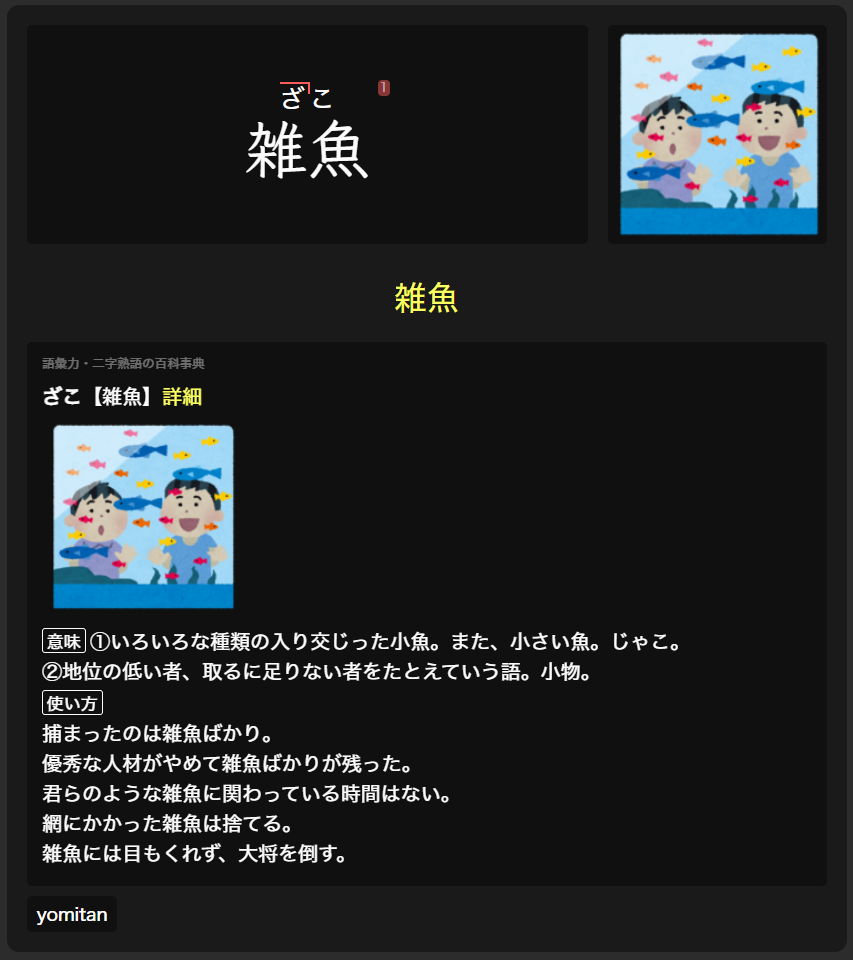 ざこ 1
雑魚
雑魚
語彙力・二字熟語の百科事典
ざこ【雑魚】詳細
意味 ①いろいろな種類の入り交じった小魚。また、小さい魚。じゃこ。
②地位の低い者、取るに足りない者をたとえていう語。小物。
使い方
捕まったのは雑魚ばかり。
優秀な人材がやめて雑魚ばかりが残った。
君らのような雑魚に関わっている時間はない。
網にかかった雑魚は捨てる。
雑魚には目もくれず、大将を倒す。
yomitan